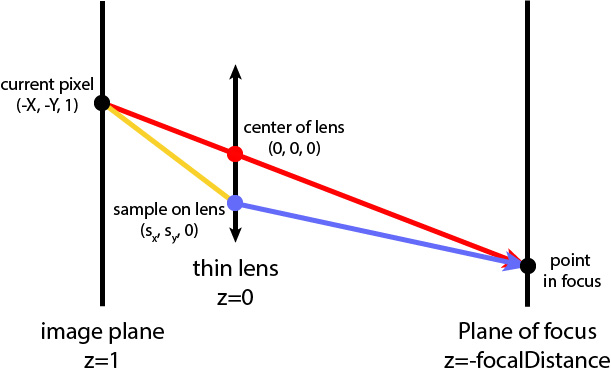 current pixel
(-X, -Y, 1)
center of lens
(0, 0, 0)
sample on lens
(sx, sy, 0)
point
in focus
thin lens
z=0
image plane
z=1
Plane of focus
z=-focalDistance